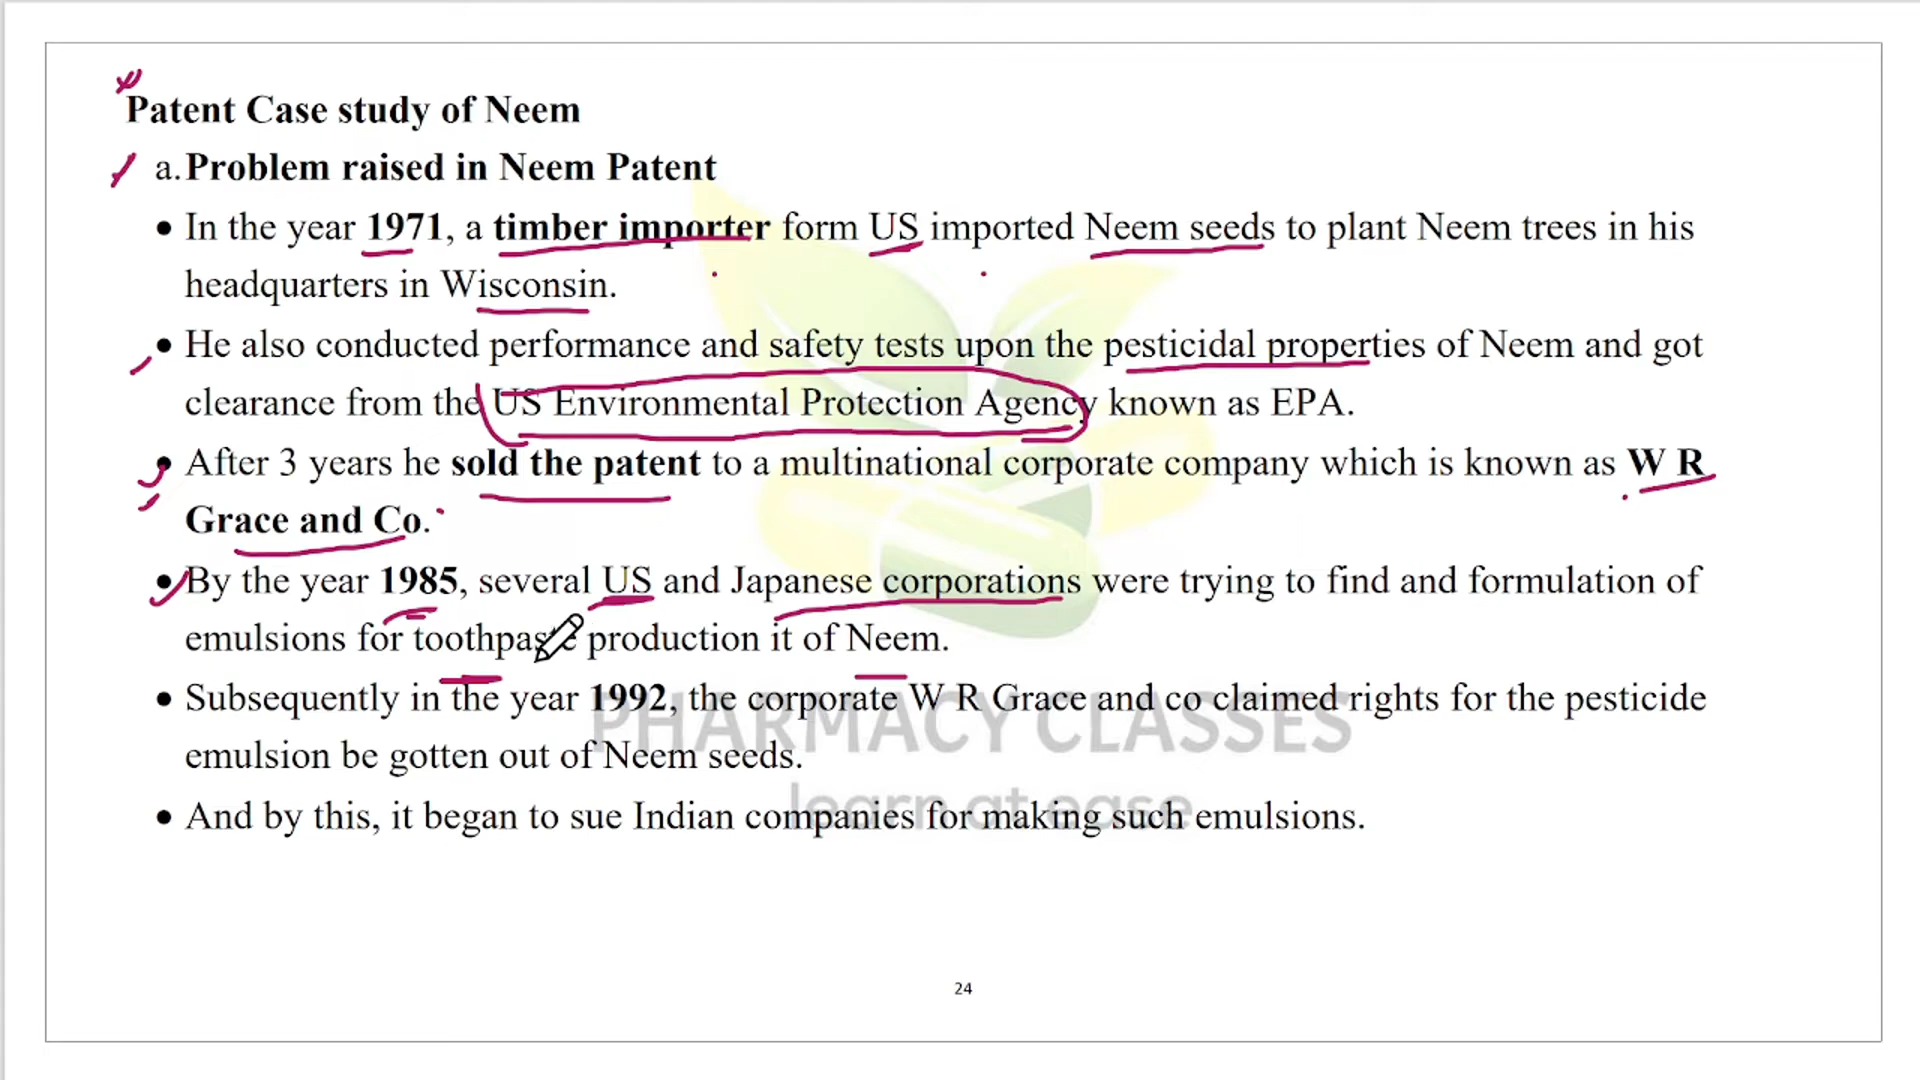 Patent Case study of Neem
a. Problem raised in Neem Patent
• In the year 1971, a timber importer form US imported Neem seeds to plant Neem trees in his
headquarters in Wisconsin.
• He also conducted performance and safety tests upon the pesticidal properties of Neem and got
clearance from the US Environmental Protection Agency known as EPA.
• After 3 years he sold the patent to a multinational corporate company which is known as W R
Grace and Co.
• By the year 1985, several US and Japanese corporations were trying to find and formulation of
emulsions for toothpaste production it of Neem.
• Subsequently in the year 1992, the corporate W R Grace and co claimed rights for the pesticide
PHARMACY CLASSES
emulsion be gotten out of Neem seeds.
learn at ease
• And by this, it began to sue Indian companies for making such emulsions.
24